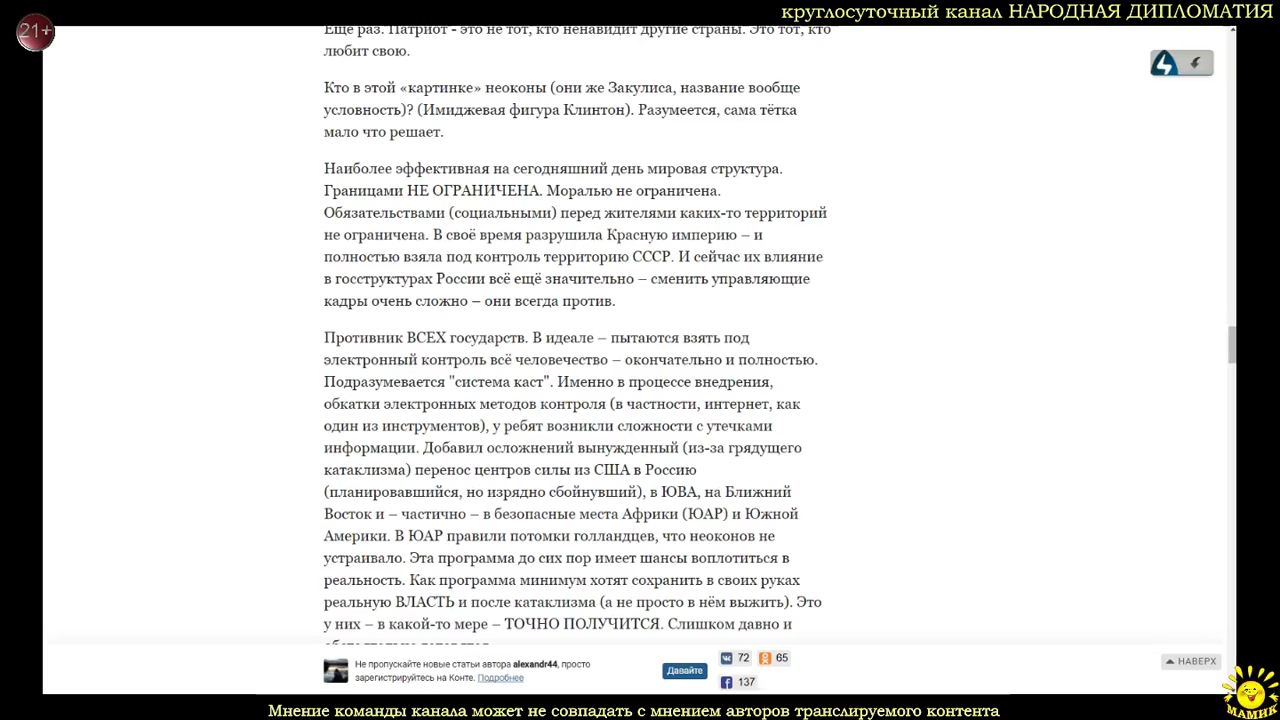 круглосуточный канал НАРОДНАЯ ДИПЛОМАТИЯ
21+
Еще раз. Патриот - это не тот, кто ненавидит другие страны. Это тот, кто
любит свою.
Кто в этой «картинке» неоконы (они же Закулиса, название вообще
условность)? (Имиджевая фигура Клинтон). Разумеется, сама тётка
мало что решает.
Наиболее эффективная на сегодняшний день мировая структура.
Границами НЕ ОГРАНИЧЕНА. Моралью не ограничена.
Обязательствами (социальными) перед жителями каких-то территорий
не ограничена. В своё время разрушила Красную империю – и
полностью взяла под контроль территорию СССР. И сейчас их влияние
в госструктурах России всё ещё значительно – сменить управляющие
кадры очень сложно – они всегда против.
Противник ВСЕХ государств. В идеале – пытаются взять под
электронный контроль всё человечество – окончательно и полностью.
Подразумевается "система каст". Именно в процессе внедрения,
обкатки электронных методов контроля (в частности, интернет, как
один из инструментов), у ребят возникли сложности с утечками
информации. Добавил осложнений вынужденный (из-за грядущего
катаклизма) перенос центров силы из США в Россию
(планировавшийся, но изрядно сбойнувший), в ЮВА, на Ближний
Восток и – частично – в безопасные места Африки (ЮАР) и Южной
Америки. В ЮАР правили потомки голландцев, что неоконов не
устраивало. Эта программа до сих пор имеет шансы воплотиться в
реальность. Как программа минимум хотят сохранить в своих руках
реальную ВЛАСТЬ и после катаклизма (а не просто в нём выжить). Это
у них – в какой-то мере – ТОЧНО ПОЛУЧИТСЯ. Слишком давно и
Не пропускайте новые статьи автора alexandr44, просто
зарегистрируйтесь на Конте. Подробнее
Давайте
72
65
137
НАВЕРХ
МАМИК
Мнение команды канала может не совпадать с мнением авторов транслируемого контента